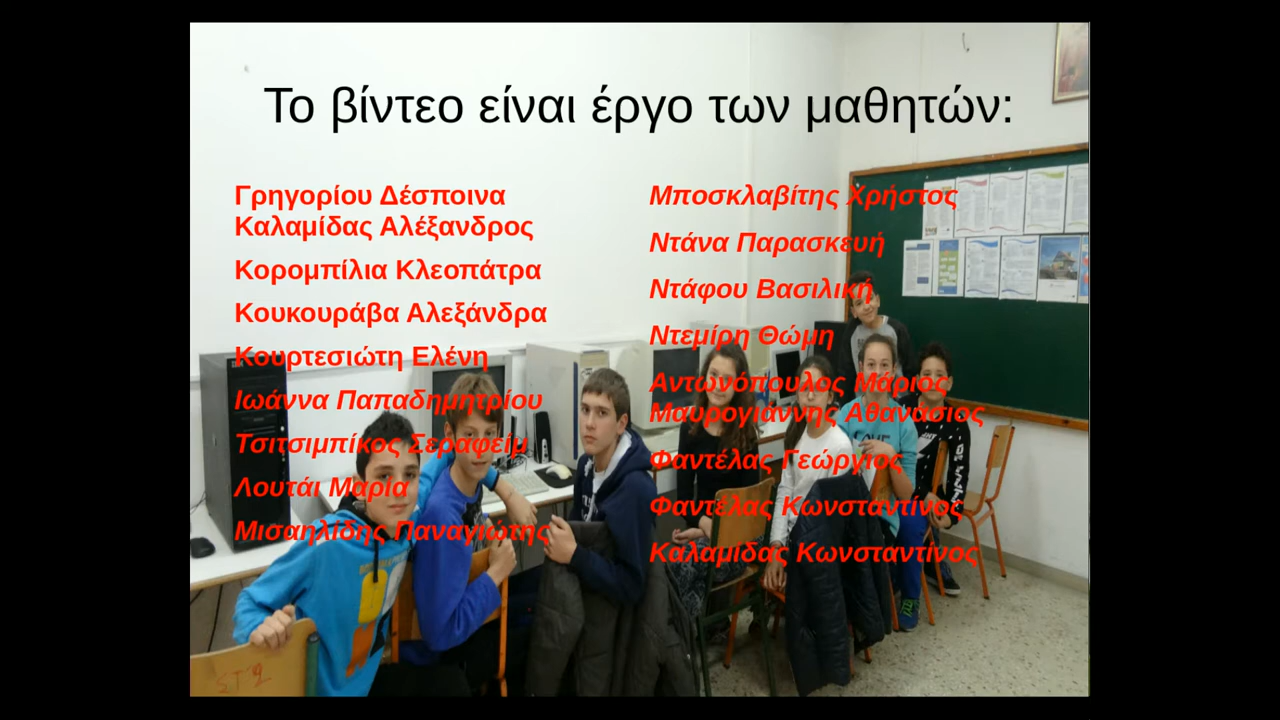 Το βίντεο είναι έργο των μαθητών:
Γρηγορίου Δέσποινα
Καλαμίδας Αλέξανδρος
Κορομπίλια Κλεοπάτρα
Κουκουράβα Αλεξάνδρα
Κουρτεσιώτη Ελένη
Ιωάννα Παπαδημητρίου
Τσιτσιμπίκος Σεραφείμ
Λουτάι Μαρία
Μισαηλίδης Παναγιώτης
Μποσκλαβίτης Χρήστος
Ντάνα Παρασκευή
Ντάφου Βασιλική
Ντεμίρη Θώμη
Αντωνόπουλος Μάριος
Μαυρογιάννης Αθανάσιος
Φαντέλας Γεώργιος
Φαντέλας Κωνσταντίνος
Καλαμιδας Κωνσταντίνος
ΣΤ2